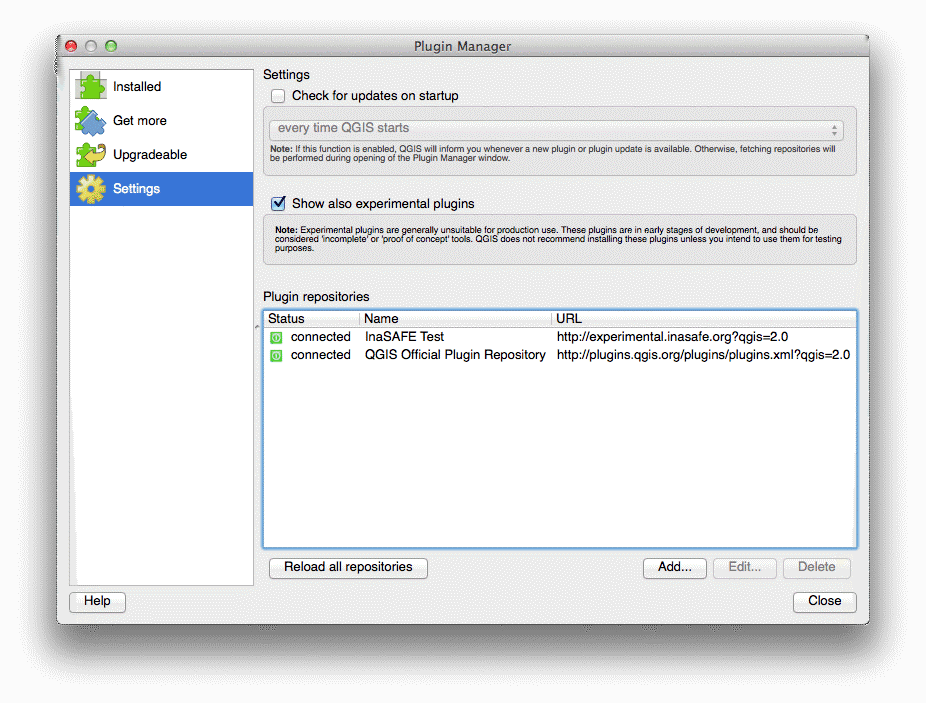 Plugin Manager
Installed
Get more
Upgradeable
Settings
Settings
Check for updates on startup
every time QGIS starts
Note: If this function is enabled, QGIS will inform you whenever a new plugin or plugin update is available. Otherwise, fetching repositories will
be performed during opening of the Plugin Manager window.
Show also experimental plugins
Note: Experimental plugins are generally unsuitable for production use. These plugins are in early stages of development, and should be
considered 'incomplete' or 'proof of concept' tools. QGIS does not recommend installing these plugins unless you intend to use them for testing
purposes.
Plugin repositories
Status Name URL
connected InaSAFE Test http://experimental.inasafe.org?qgis=2.0
connected QGIS Official Plugin Repository http://plugins.qgis.org/plugins/plugins.xml?qgis=2.0
Reload all repositories Add... Edit... Delete
Help Close